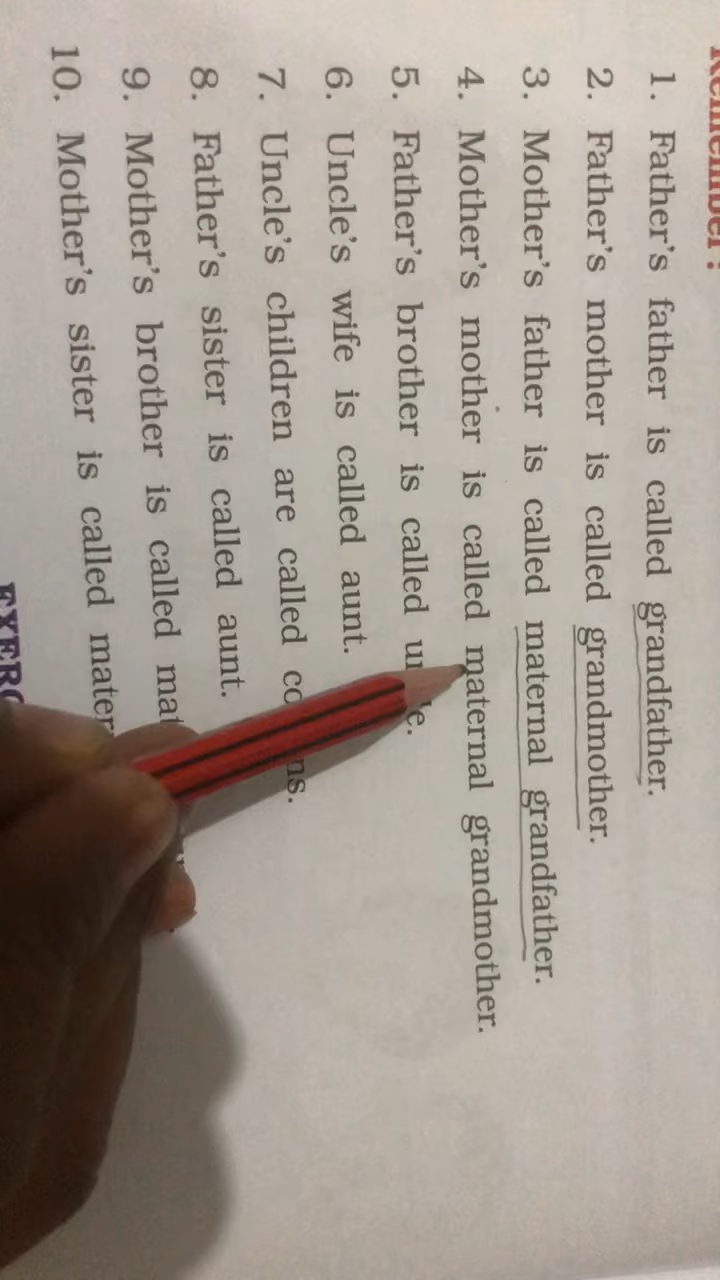 Remember:
1. Father's father is called grandfather.
2. Father's mother is called grandmother.
3. Mother's father is called maternal grandfather.
4. Mother's mother is called maternal grandmother.
5. Father's brother is called
6. Uncle's wife is called aunt.
7. Uncle's children are called
8. Father's sister is called aunt.
9. Mother's brother is called
10. Mother's sister is called